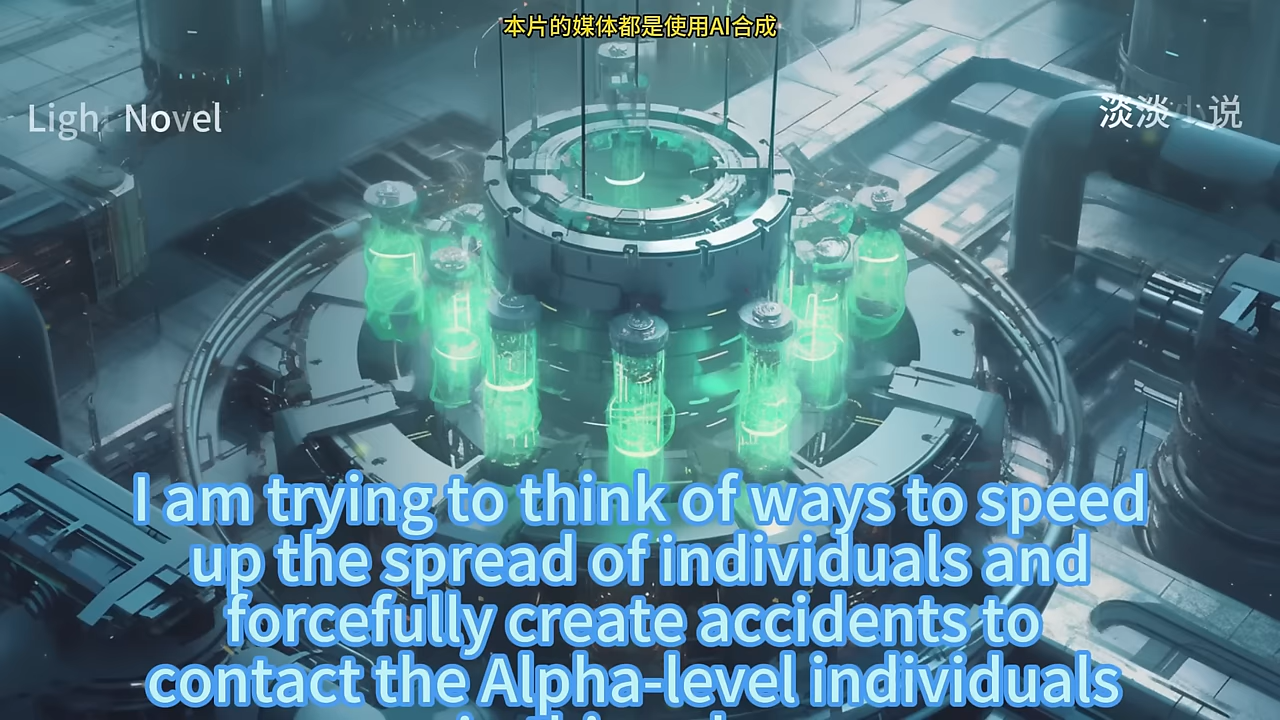 本片的媒体都是使用AI合成
Light Novel
淡淡小说
I am trying to think of ways to speed
up the spread of individuals and
forcefully create accidents to
contact the Alpha-level individuals